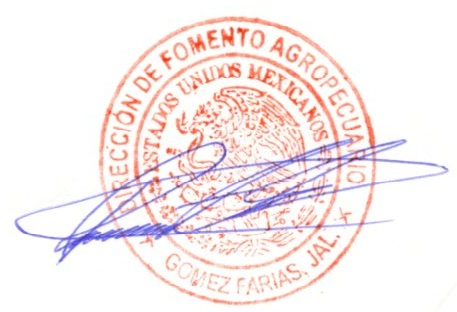 DIRECCIÓN DE FOMENTO AGROPECUARIO
ESTADOS UNIDOS MEXICANOS
GOMEZ FARIAS, JAL.